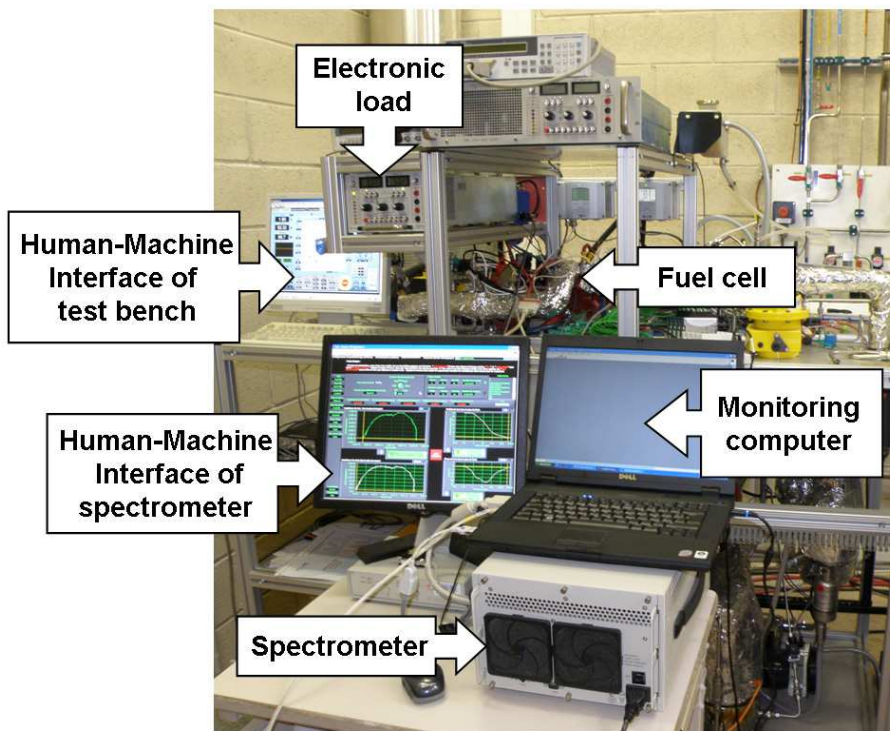 Electronic
load
Human-Machine
Interface of
test bench
Fuel cell
Monitoring
computer
Human-Machine
Interface of
spectrometer
DELL
DELL
Spectrometer